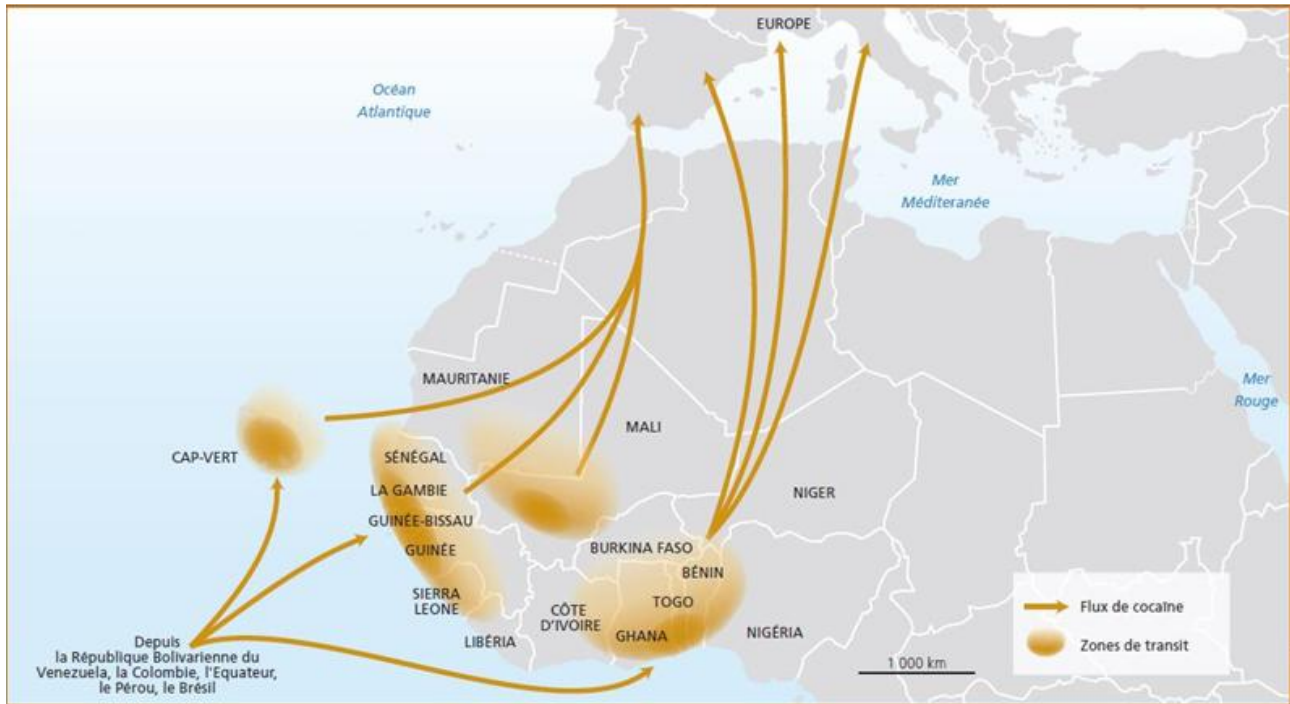 EUROPE
Océan
Atlantique
Mer
Méditeranée
Mer
Rouge
MAURITANIE
MALI
CAP-VERT
SÉNÉGAL
LA GAMBIE
NIGER
GUINÉE-BISSAU
GUINÉE
BURKINA FASO
BÉNIN
SIERRA
LEONE
CÔTE
D'IVOIRE
TOGO
LIBÉRIA
GHANA
NIGÉRIA
Depuis
la République Bolivarienne du
Venezuela, la Colombie, l'Equateur,
le Pérou, le Brésil
1 000 km
Flux de cocaïne
Zones de transit